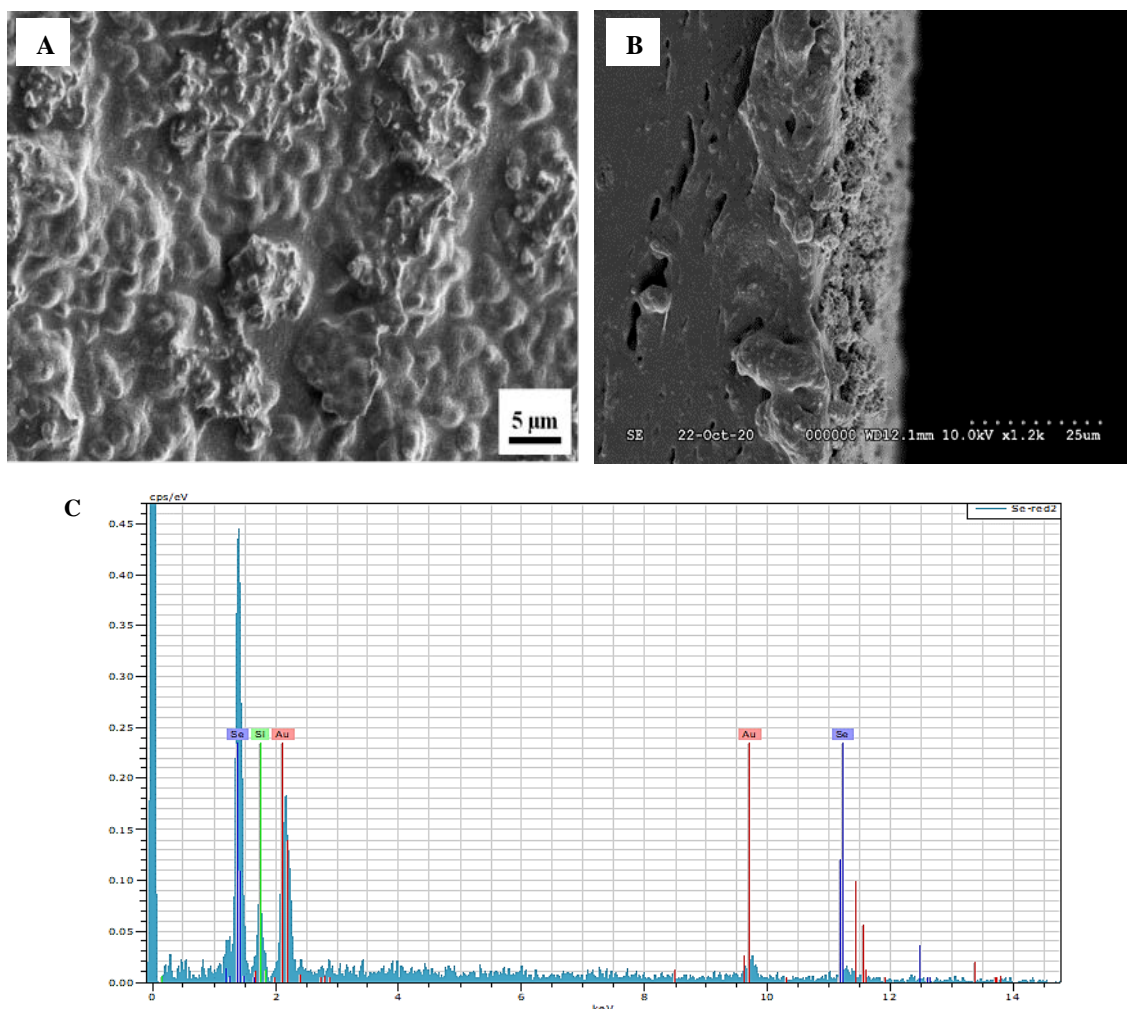 A
B
5 µm
SE 22-Oct-20 000000 WD12.1mm 10.0kV x1.2k 25um
C
cps/eV
Se-red2
0.45
0.40
0.35
0.30
0.25
Se Si Au Au Se
0.20
0.15
0.10
0.05
0.00
0 2 4 6 8 10 12 14
keV